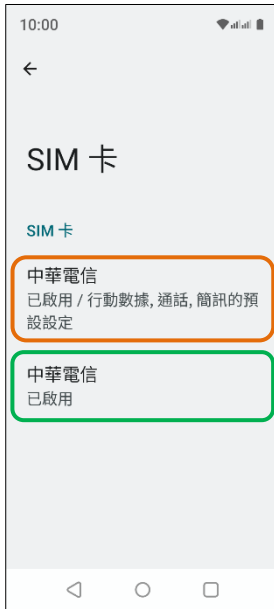 10:00
SIM 卡
SIM 卡
中華電信
已啟用 / 行動數據, 通話, 簡訊的預
設設定
中華電信
已啟用